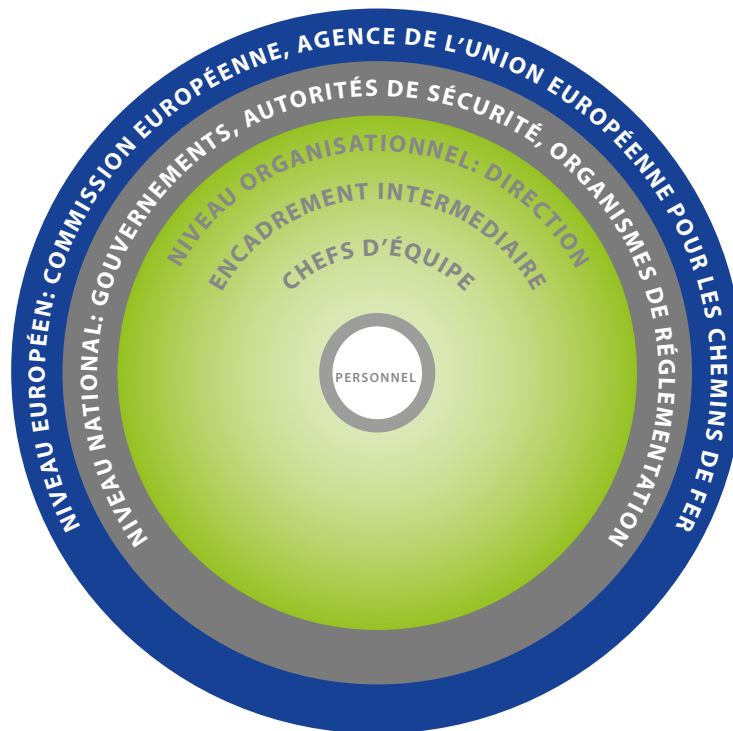 NIVEAU EUROPÉEN: COMMISSION EUROPÉENNE, AGENCE DE L’UNION EUROPÉENNE POUR LES CHEMINS DE FER
NIVEAU NATIONAL: GOUVERNEMENTS, AUTORITÉS DE SÉCURITÉ, ORGANISMES DE RÉGLEMENTATION
NIVEAU ORGANISATIONNEL: DIRECTION
ENCADREMENT INTERMEDIAIRE
CHEFS D’ÉQUIPE
PERSONNEL